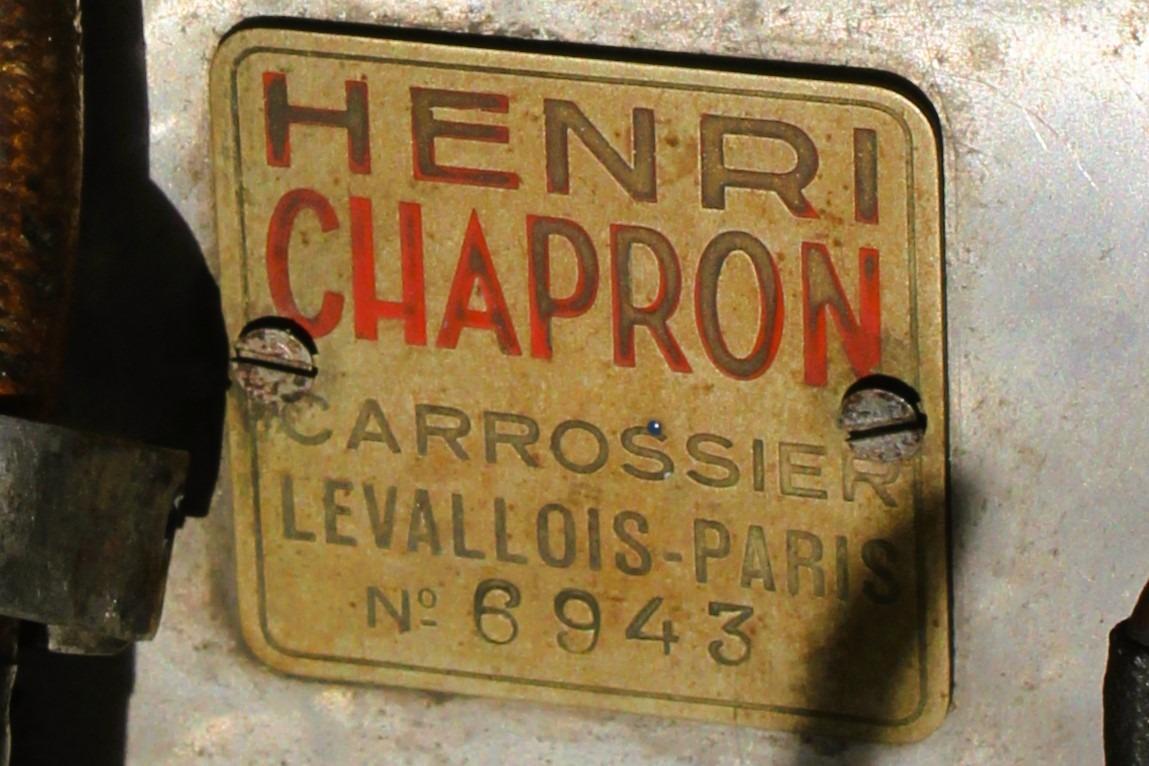 HENRI
CHAPRON
CARROSSIER
LEVALLOIS-PARIS
Nº 6943